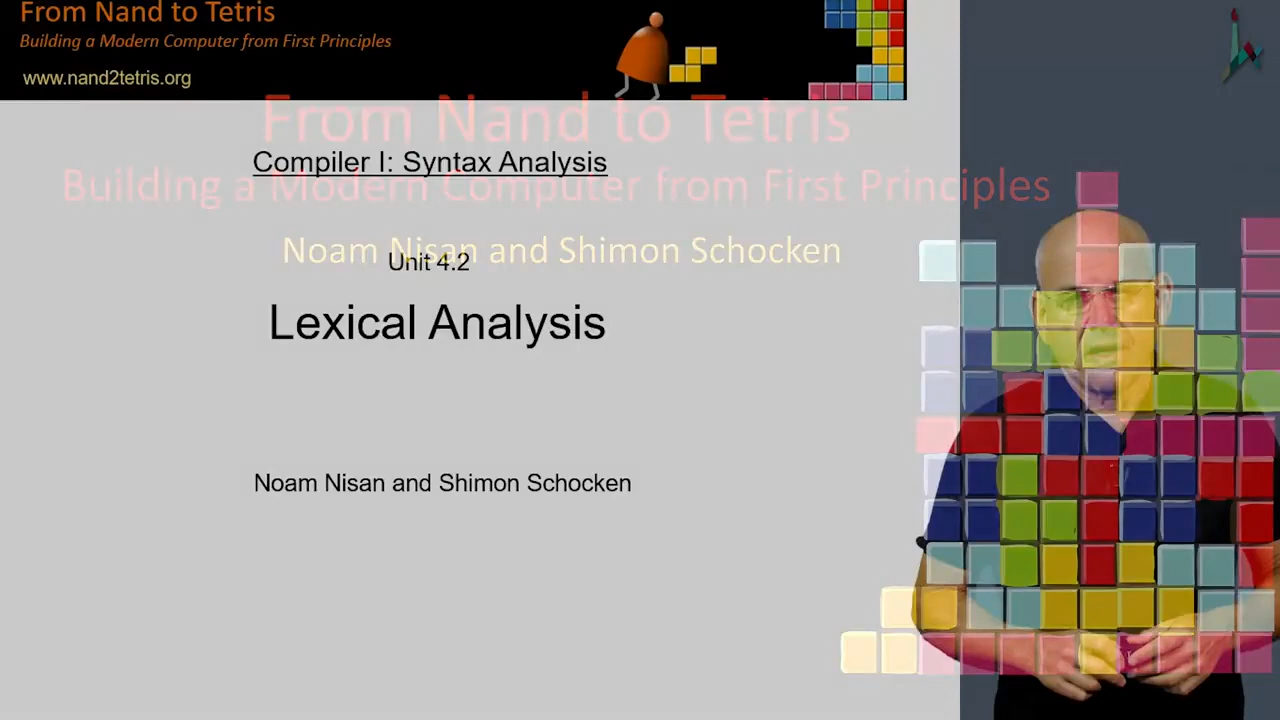 From Nand to Tetris
Building a Modern Computer from First Principles
www.nand2tetris.org
From Nand to Tetris
Compiler I: Syntax Analysis
Building a Modern Computer from First Principles
Noam Nisan and Shimon Schocken
Unit 4.2
Lexical Analysis
Noam Nisan and Shimon Schocken